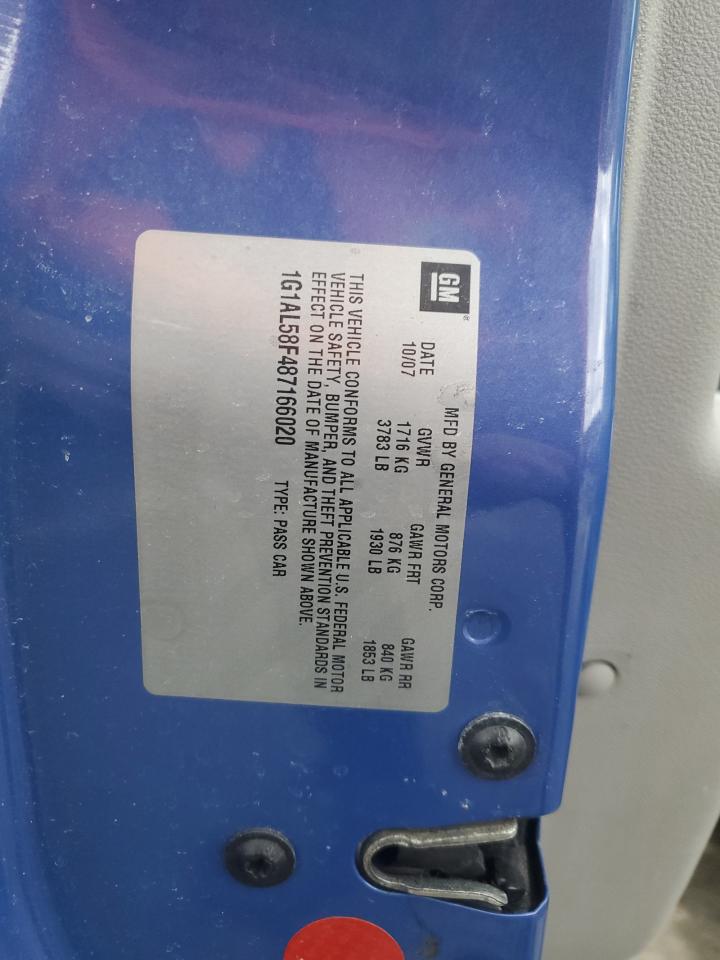 GM®
MFD BY GENERAL MOTORS CORP.
DATE GVWR GAWR FRT GAWR RR
10/07 1716 KG 876 KG 840 KG
3783 LB 1930 LB 1853 LB
THIS VEHICLE CONFORMS TO ALL APPLICABLE U.S. FEDERAL MOTOR
VEHICLE SAFETY, BUMPER, AND THEFT PREVENTION STANDARDS IN
EFFECT ON THE DATE OF MANUFACTURE SHOWN ABOVE.
1G1AL58F487166020 TYPE: PASS CAR